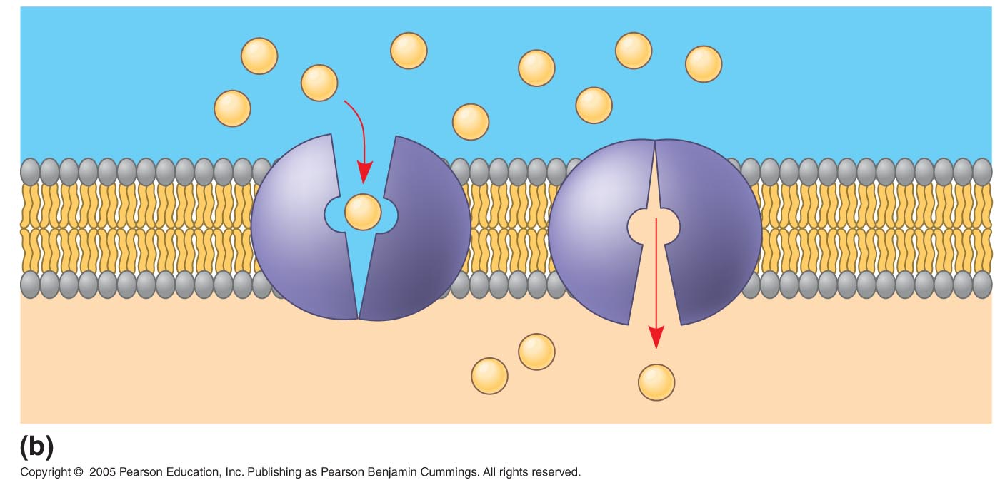 (b)
Copyright © 2005 Pearson Education, Inc. Publishing as Pearson Benjamin Cummings. All rights reserved.